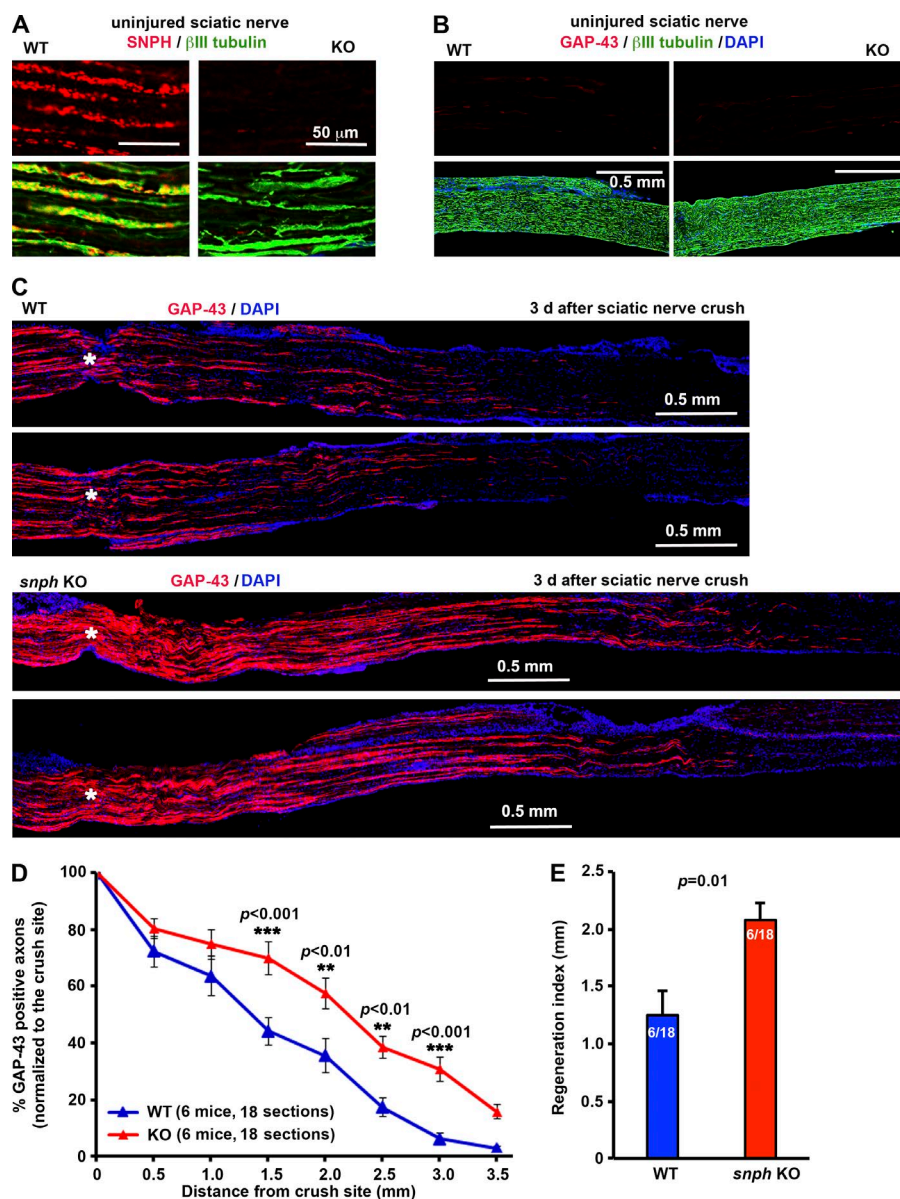 A
uninjured sciatic nerve
WT SNPH / βIII tubulin KO
50 μm
B
uninjured sciatic nerve
WT GAP-43 / βIII tubulin /DAPI KO
0.5 mm
C
WT GAP-43 / DAPI 3 d after sciatic nerve crush
*
0.5 mm
*
0.5 mm
snph KO GAP-43 / DAPI 3 d after sciatic nerve crush
*
0.5 mm
*
0.5 mm
D
% GAP-43 positive axons
(normalized to the crush site)
100
80
60
40
20
0
p<0.001
***
p<0.01
**
p<0.01
**
p<0.001
***
WT (6 mice, 18 sections)
KO (6 mice, 18 sections)
0 0.5 1.0 1.5 2.0 2.5 3.0 3.5
Distance from crush site (mm)
E
Regeneration index (mm)
2.5
2.0
1.5
1.0
0.5
0
p=0.01
6/18
6/18
WT snph KO